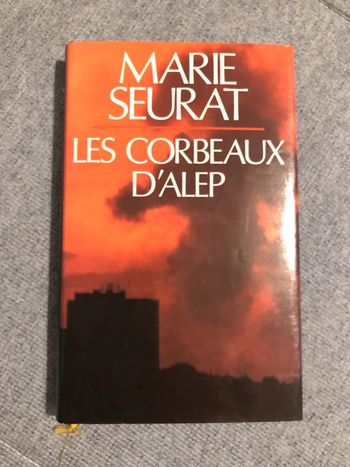 MARIE
SEURAT
LES CORBEAUX
D'ALEP